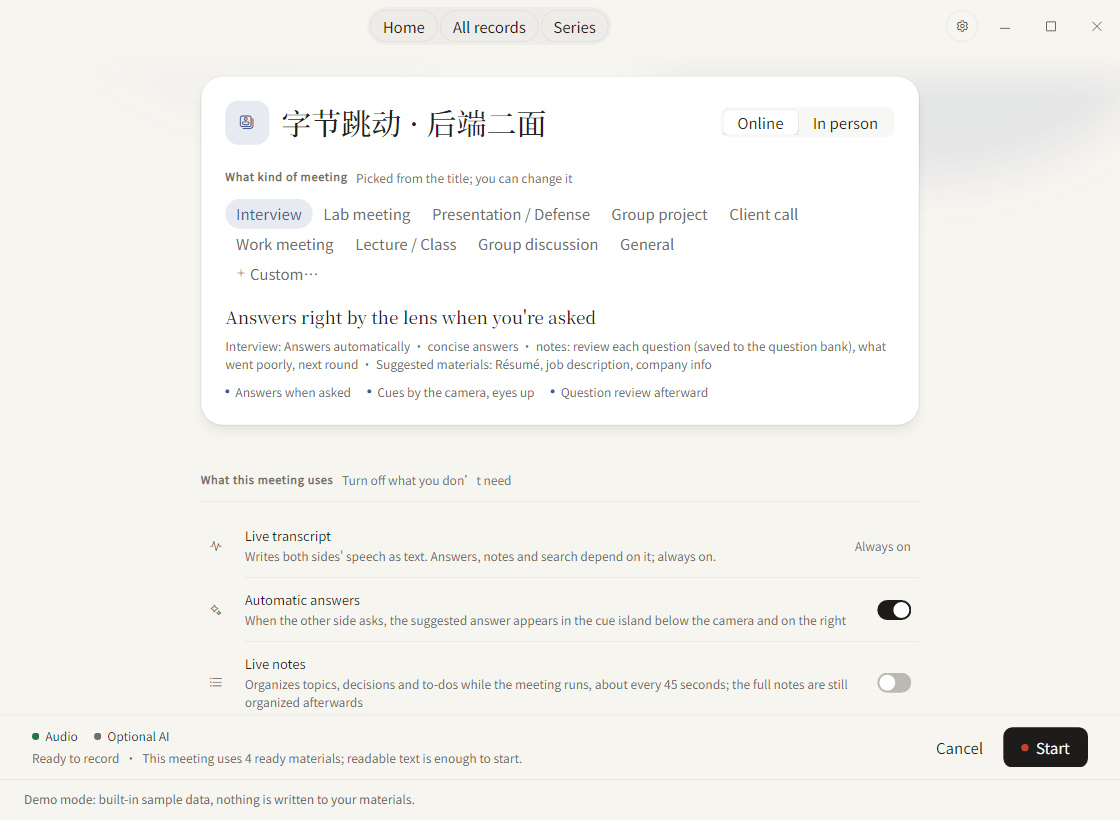 Home All records Series
字节跳动 · 后端二面 Online In person
What kind of meeting Picked from the title; you can change it
Interview Lab meeting Presentation / Defense Group project Client call
Work meeting Lecture / Class Group discussion General
+ Custom···
Answers right by the lens when you're asked
Interview: Answers automatically • concise answers • notes: review each question (saved to the question bank), what
went poorly, next round • Suggested materials: Résumé, job description, company info
• Answers when asked • Cues by the camera, eyes up • Question review afterward
What this meeting uses Turn off what you don’t need
Live transcript
Writes both sides' speech as text. Answers, notes and search depend on it; always on. Always on
Automatic answers
When the other side asks, the suggested answer appears in the cue island below the camera and on the right
Live notes
Organizes topics, decisions and to-dos while the meeting runs, about every 45 seconds; the full notes are still
organized afterwards
Audio Optional AI
Ready to record • This meeting uses 4 ready materials; readable text is enough to start.
Cancel Start
Demo mode: built-in sample data, nothing is written to your materials.